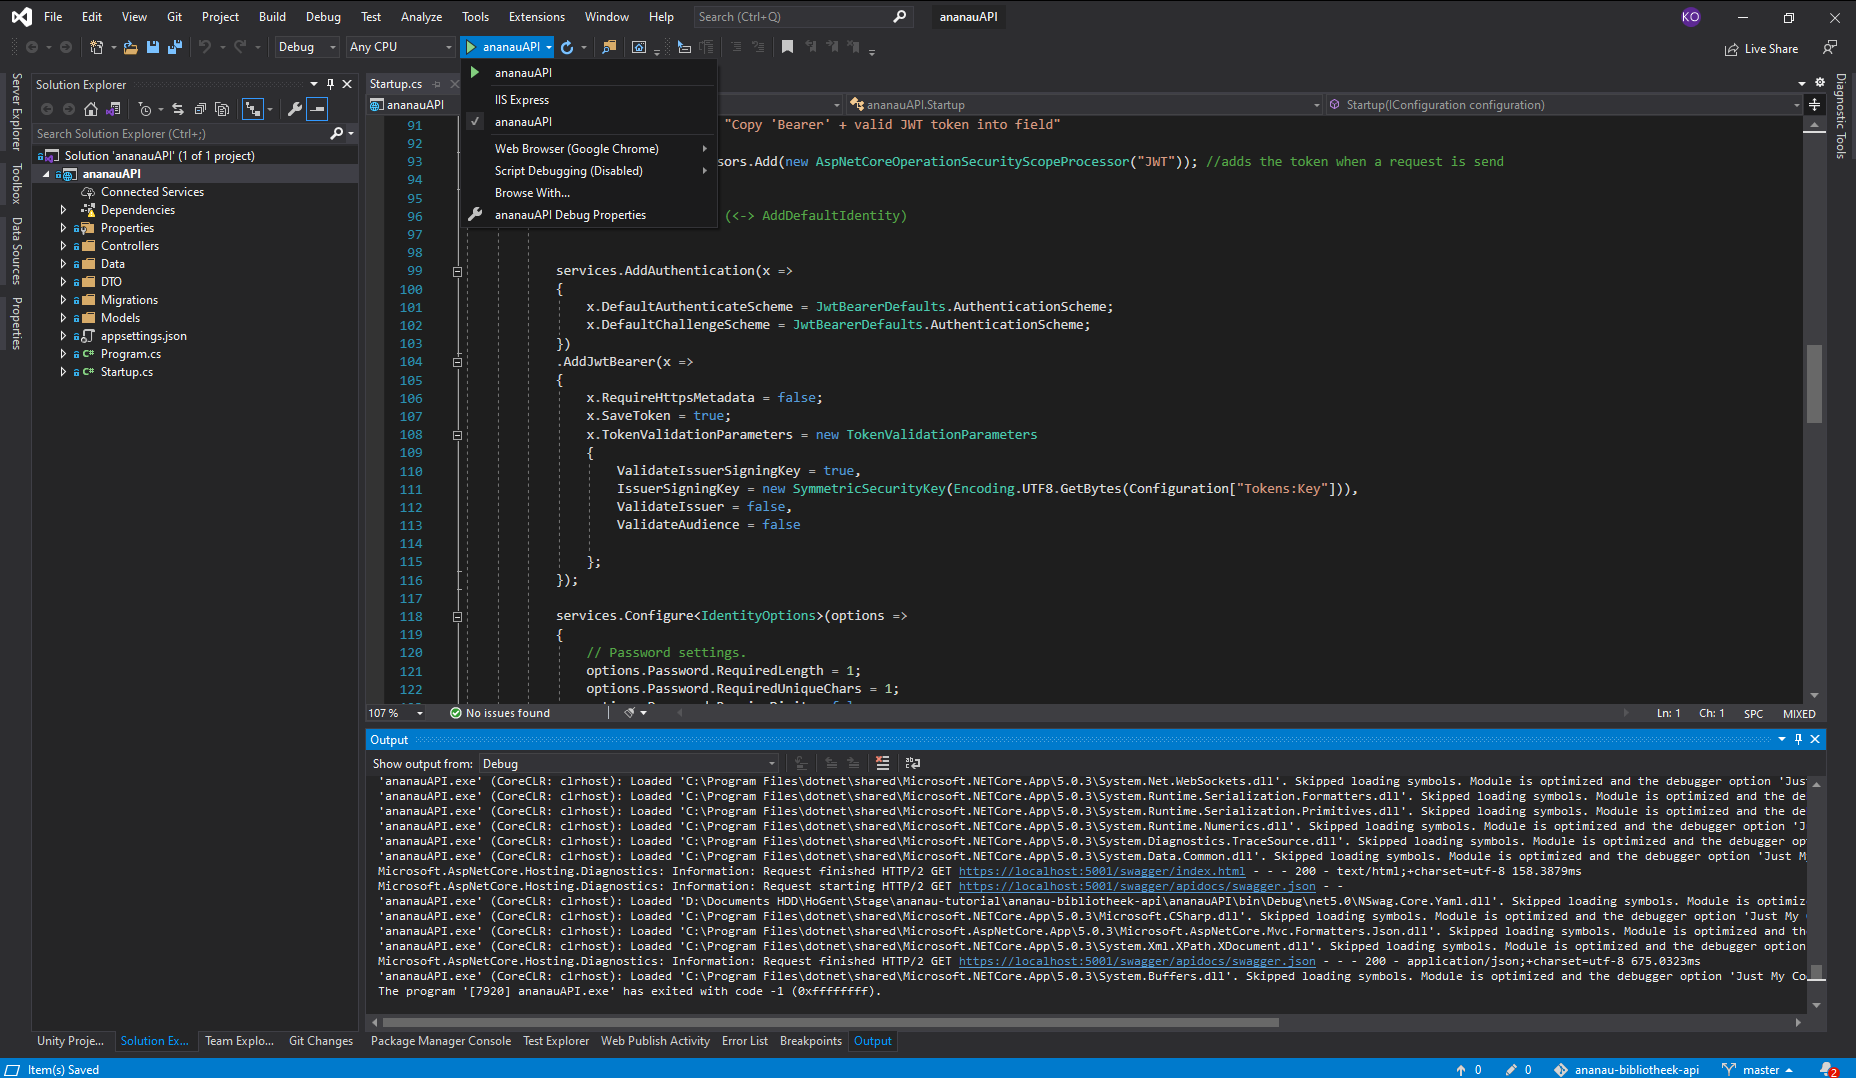 File Edit View Git Project Build Debug Test Analyze Tools Extensions Window Help Search (Ctrl+Q) ananauAPI KO
Debug Any CPU ananauAPI Live Share
Server Explorer
Toolbox
Data Sources
Properties
Solution Explorer
Search Solution Explorer (Ctrl+;)
Solution 'ananauAPI' (1 of 1 project)
ananauAPI
Connected Services
Dependencies
Properties
Controllers
Data
DTO
Migrations
Models
appsettings.json
Program.cs
Startup.cs
ananauAPI
IIS Express
ananauAPI
Web Browser (Google Chrome)
Script Debugging (Disabled)
Browse With...
ananauAPI Debug Properties
Startup.cs
ananauAPI ananauAPI.Startup Startup(IConfiguration configuration)
91 "Copy 'Bearer' + valid JWT token into field"
92
93 sors.Add(new AspNetCoreOperationSecurityScopeProcessor("JWT")); //adds the token when a request is send
94
95
96 (<-> AddDefaultIdentity)
97
98
99 services.AddAuthentication(x =>
100 {
101 x.DefaultAuthenticateScheme = JwtBearerDefaults.AuthenticationScheme;
102 x.DefaultChallengeScheme = JwtBearerDefaults.AuthenticationScheme;
103 })
104 .AddJwtBearer(x =>
105 {
106 x.RequireHttpsMetadata = false;
107 x.SaveToken = true;
108 x.TokenValidationParameters = new TokenValidationParameters
109 {
110 ValidateIssuerSigningKey = true,
111 IssuerSigningKey = new SymmetricSecurityKey(Encoding.UTF8.GetBytes(Configuration["Tokens:Key"])),
112 ValidateIssuer = false,
113 ValidateAudience = false
114
115 };
116 });
117
118 services.Configure<IdentityOptions>(options =>
119 {
120 // Password settings.
121 options.Password.RequiredLength = 1;
122 options.Password.RequiredUniqueChars = 1;
107 % No issues found Ln: 1 Ch: 1 SPC MIXED
Diagnostic Tools
Output
Show output from: Debug
'ananauAPI.exe' (CoreCLR: clrhost): Loaded 'C:\Program Files\dotnet\shared\Microsoft.NETCore.App\5.0.3\System.Net.WebSockets.dll'. Skipped loading symbols. Module is optimized and the debugger option 'Jus
'ananauAPI.exe' (CoreCLR: clrhost): Loaded 'C:\Program Files\dotnet\shared\Microsoft.NETCore.App\5.0.3\System.Runtime.Serialization.Formatters.dll'. Skipped loading symbols. Module is optimized and the de
'ananauAPI.exe' (CoreCLR: clrhost): Loaded 'C:\Program Files\dotnet\shared\Microsoft.NETCore.App\5.0.3\System.Runtime.Serialization.Primitives.dll'. Skipped loading symbols. Module is optimized and the de
'ananauAPI.exe' (CoreCLR: clrhost): Loaded 'C:\Program Files\dotnet\shared\Microsoft.NETCore.App\5.0.3\System.Runtime.Numerics.dll'. Skipped loading symbols. Module is optimized and the debugger option 'J
'ananauAPI.exe' (CoreCLR: clrhost): Loaded 'C:\Program Files\dotnet\shared\Microsoft.NETCore.App\5.0.3\System.Diagnostics.TraceSource.dll'. Skipped loading symbols. Module is optimized and the debugger op
'ananauAPI.exe' (CoreCLR: clrhost): Loaded 'C:\Program Files\dotnet\shared\Microsoft.NETCore.App\5.0.3\System.Data.Common.dll'. Skipped loading symbols. Module is optimized and the debugger option 'Just M
Microsoft.AspNetCore.Hosting.Diagnostics: Information: Request finished HTTP/2 GET https://localhost:5001/swagger/index.html - - - 200 - text/html;+charset=utf-8 158.3879ms
Microsoft.AspNetCore.Hosting.Diagnostics: Information: Request starting HTTP/2 GET https://localhost:5001/swagger/apidocs/swagger.json - -
'ananauAPI.exe' (CoreCLR: clrhost): Loaded 'D:\Documents HDD\HoGent\Stage\ananau-tutorial\ananau-bibliotheek-api\ananauAPI\bin\Debug\net5.0\NSwag.Core.Yaml.dll'. Skipped loading symbols. Module is optimiz
'ananauAPI.exe' (CoreCLR: clrhost): Loaded 'C:\Program Files\dotnet\shared\Microsoft.NETCore.App\5.0.3\Microsoft.CSharp.dll'. Skipped loading symbols. Module is optimized and the debugger option 'Just My
'ananauAPI.exe' (CoreCLR: clrhost): Loaded 'C:\Program Files\dotnet\shared\Microsoft.AspNetCore.App\5.0.3\Microsoft.AspNetCore.Mvc.Formatters.Json.dll'. Skipped loading symbols. Module is optimized and th
'ananauAPI.exe' (CoreCLR: clrhost): Loaded 'C:\Program Files\dotnet\shared\Microsoft.NETCore.App\5.0.3\System.Xml.XPath.XDocument.dll'. Skipped loading symbols. Module is optimized and the debugger option
Microsoft.AspNetCore.Hosting.Diagnostics: Information: Request finished HTTP/2 GET https://localhost:5001/swagger/apidocs/swagger.json - - - 200 - application/json;+charset=utf-8 675.0323ms
'ananauAPI.exe' (CoreCLR: clrhost): Loaded 'C:\Program Files\dotnet\shared\Microsoft.NETCore.App\5.0.3\System.Buffers.dll'. Skipped loading symbols. Module is optimized and the debugger option 'Just My Co
The program '[7920] ananauAPI.exe' has exited with code -1 (0xffffffff).
Unity Proje... Solution Ex... Team Explo... Git Changes Package Manager Console Test Explorer Web Publish Activity Error List Breakpoints Output
Item(s) Saved 0 0 ananau-bibliotheek-api master 2